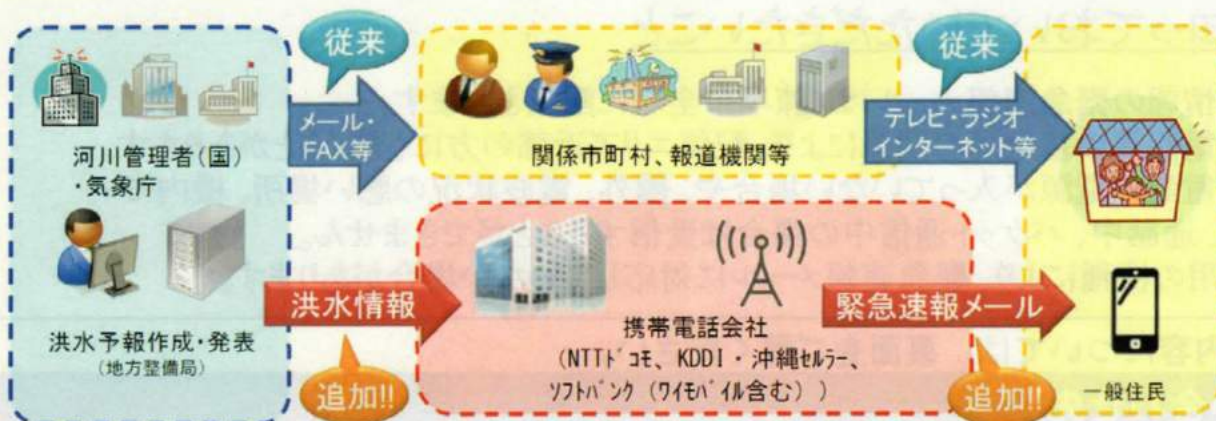 従来
従来
河川管理者(国)
・気象庁
メール・
FAX等
関係市町村、報道機関等
テレビ・ラジオ
インターネット等
洪水予報作成・発表
(地方整備局)
洪水情報
追加!!
携帯電話会社
(NTTﾄﾞｺﾓ、KDDI・沖縄ｾﾙﾗｰ、
ｿﾌﾄﾊﾞﾝｸ(ﾜｲﾓﾊﾞｲﾙ含む))
緊急速報メール
追加!!
一般住民